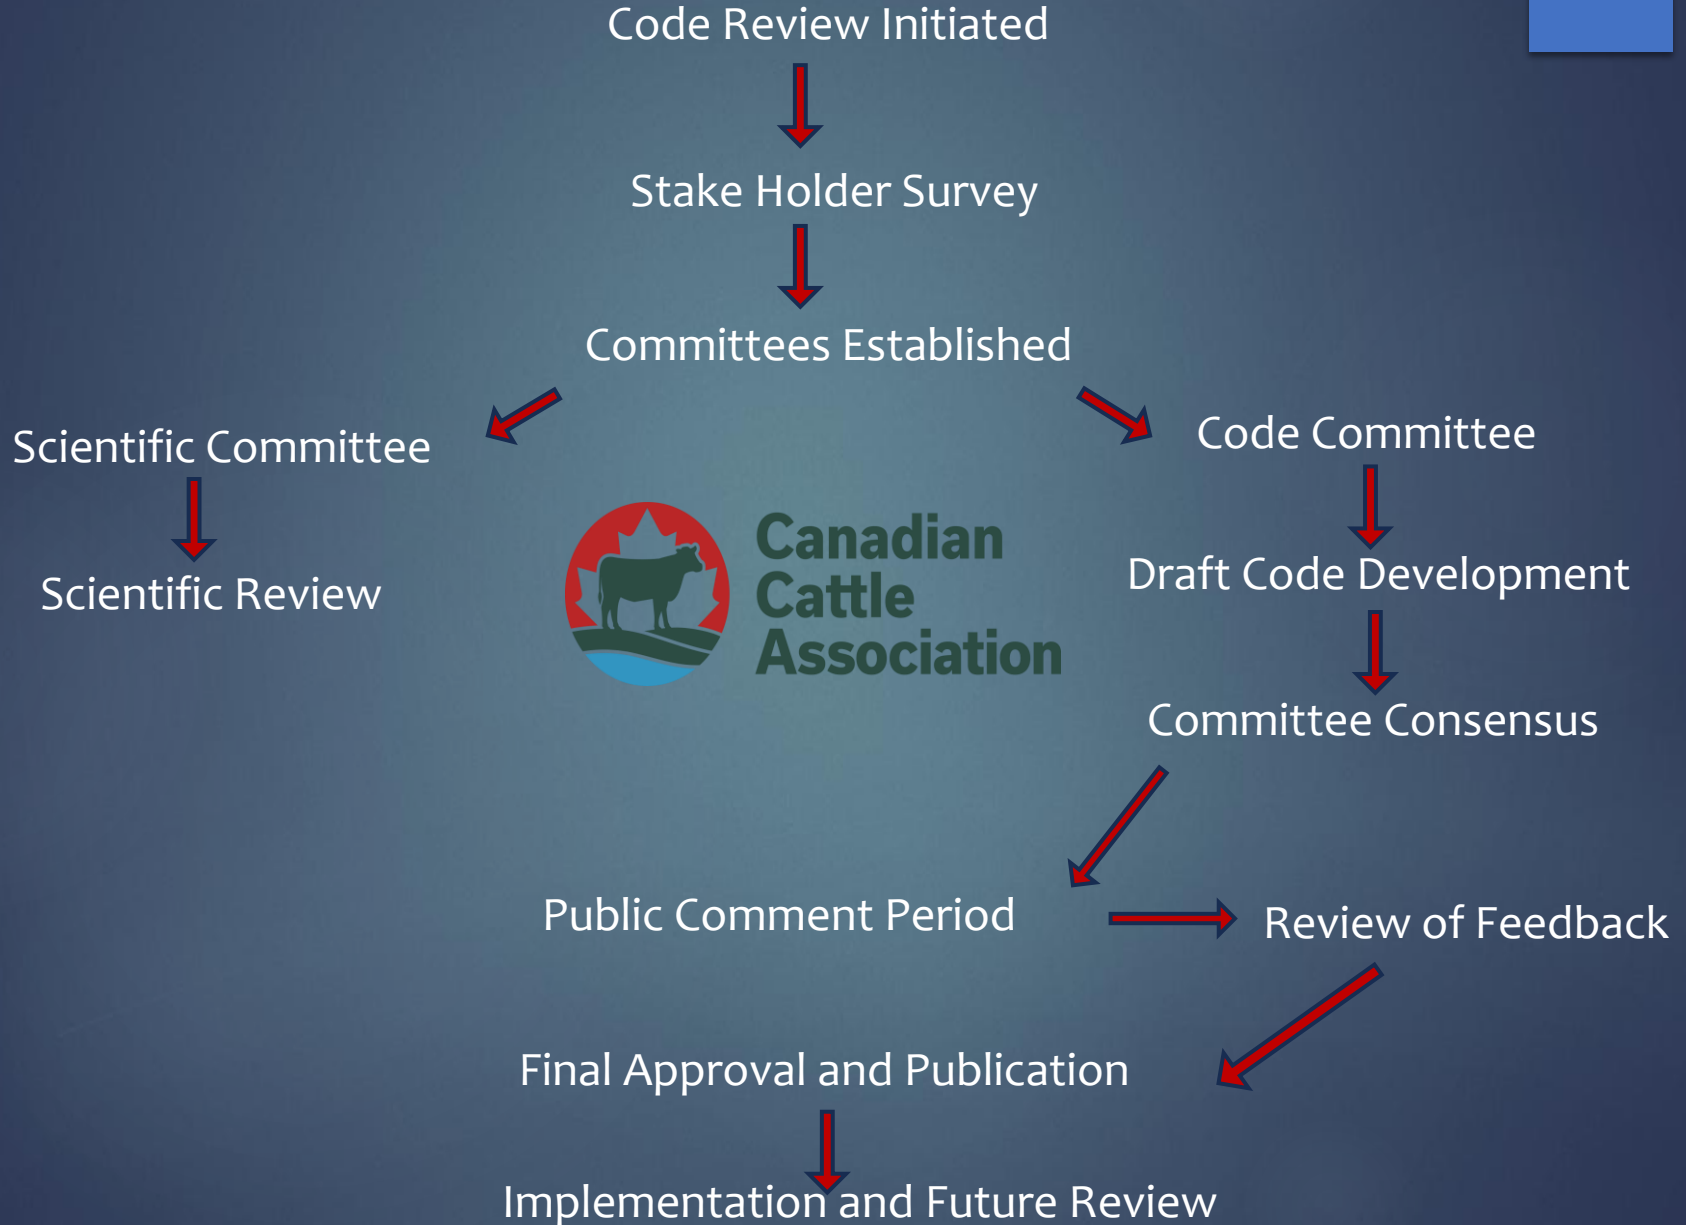 Code Review Initiated
Stake Holder Survey
Committees Established
Scientific Committee
Code Committee
Scientific Review
Draft Code Development
Canadian
Cattle
Association
Committee Consensus
Public Comment Period
Review of Feedback
Final Approval and Publication
Implementation and Future Review